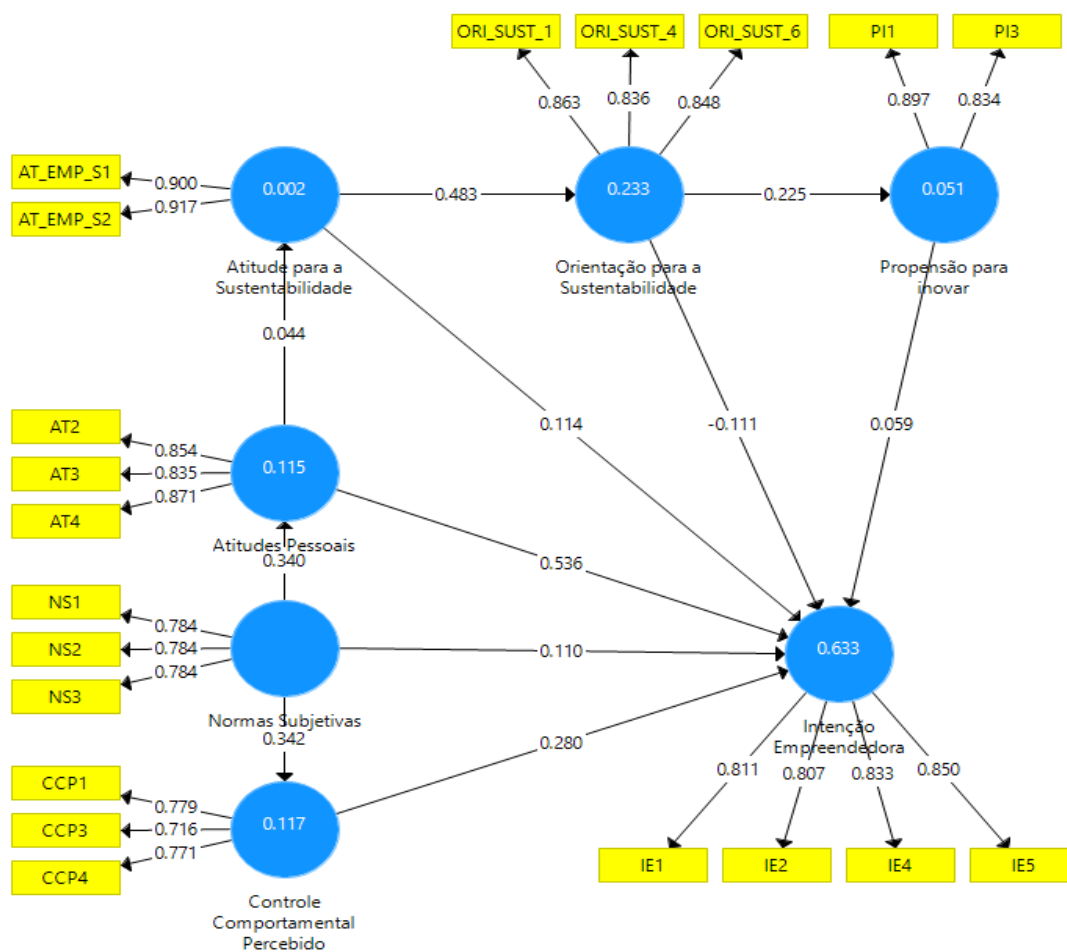 ORI_SUST_1
ORI_SUST_4
ORI_SUST_6
PI1
PI3
0.863
0.836
0.848
0.897
0.834
AT_EMP_S1
AT_EMP_S2
0.900
0.917
0.002
0.483
0.233
0.225
0.051
Atitude para a
Sustentabilidade
Orientação para a
Sustentabilidade
Propensão para
inovar
0.044
0.114
-0.111
0.059
AT2
AT3
AT4
0.854
0.835
0.871
0.115
Atitudes Pessoais
0.340
0.536
NS1
NS2
NS3
0.784
0.784
0.784
0.110
0.633
Normas Subjetivas
0.342
0.280
Intenção
Empreendedora
CCP1
CCP3
CCP4
0.779
0.716
0.771
0.117
Controle
Comportamental
Percebido
0.811
0.807
0.833
0.850
IE1
IE2
IE4
IE5